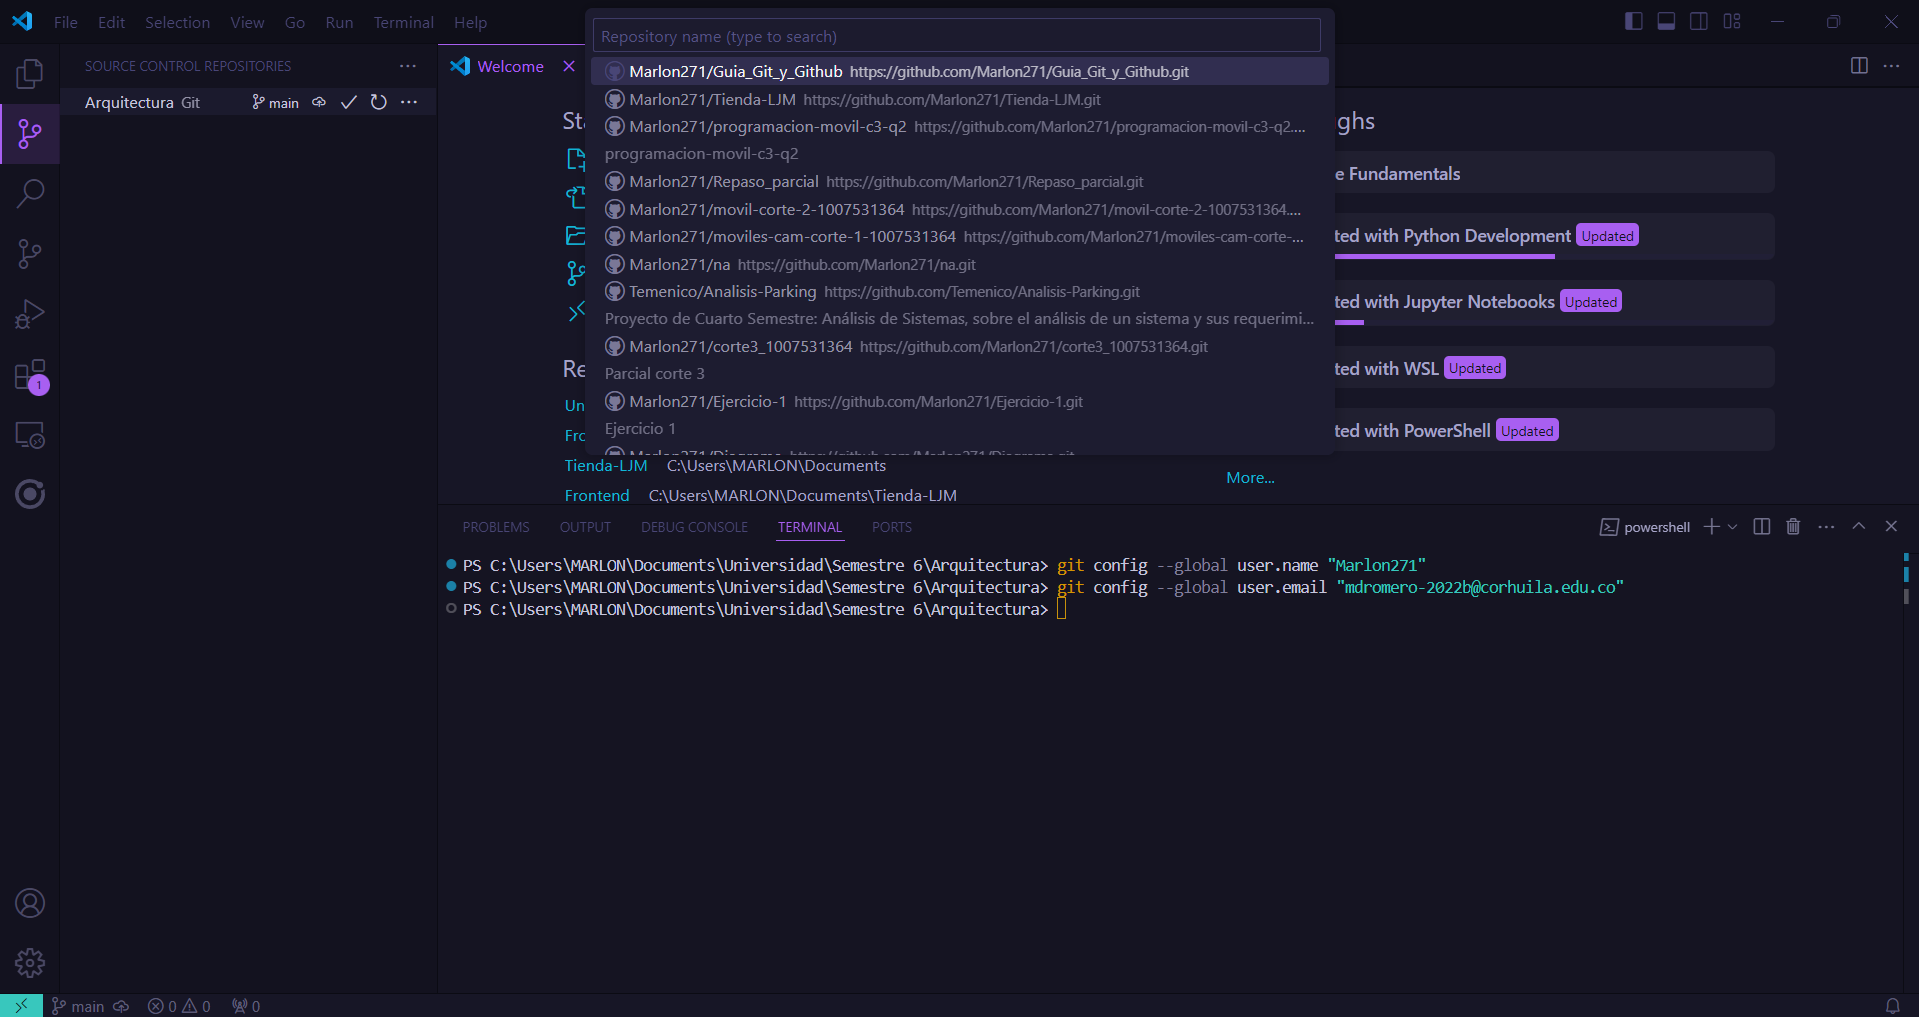 File Edit Selection View Go Run Terminal Help
Repository name (type to search)
SOURCE CONTROL REPOSITORIES
Arquitectura Git main
Welcome
Marlon271/Guia_Git_y_Github https://github.com/Marlon271/Guia_Git_y_Github.git
Marlon271/Tienda-LJM https://github.com/Marlon271/Tienda-LJM.git
Marlon271/programacion-movil-c3-q2 https://github.com/Marlon271/programacion-movil-c3-q2....
programacion-movil-c3-q2
Marlon271/Repaso_parcial https://github.com/Marlon271/Repaso_parcial.git
Marlon271/movil-corte-2-1007531364 https://github.com/Marlon271/movil-corte-2-1007531364....
Marlon271/moviles-cam-corte-1-1007531364 https://github.com/Marlon271/moviles-cam-corte-...
Marlon271/na https://github.com/Marlon271/na.git
Temenico/Analisis-Parking https://github.com/Temenico/Analisis-Parking.git
Proyecto de Cuarto Semestre: Análisis de Sistemas, sobre el análisis de un sistema y sus requerimi...
Marlon271/corte3_1007531364 https://github.com/Marlon271/corte3_1007531364.git
Parcial corte 3
Marlon271/Ejercicio-1 https://github.com/Marlon271/Ejercicio-1.git
Ejercicio 1
St
Re
Un
Fro
Tienda-LJM C:\Users\MARLON\Documents
Frontend C:\Users\MARLON\Documents\Tienda-LJM
ghs
e Fundamentals
ted with Python Development Updated
ted with Jupyter Notebooks Updated
ted with WSL Updated
ted with PowerShell Updated
More...
1
PROBLEMS OUTPUT DEBUG CONSOLE TERMINAL PORTS
powershell
PS C:\Users\MARLON\Documents\Universidad\Semestre 6\Arquitectura> git config --global user.name "Marlon271"
PS C:\Users\MARLON\Documents\Universidad\Semestre 6\Arquitectura> git config --global user.email "mdromero-2022b@corhuila.edu.co"
PS C:\Users\MARLON\Documents\Universidad\Semestre 6\Arquitectura>
main 0 0 0